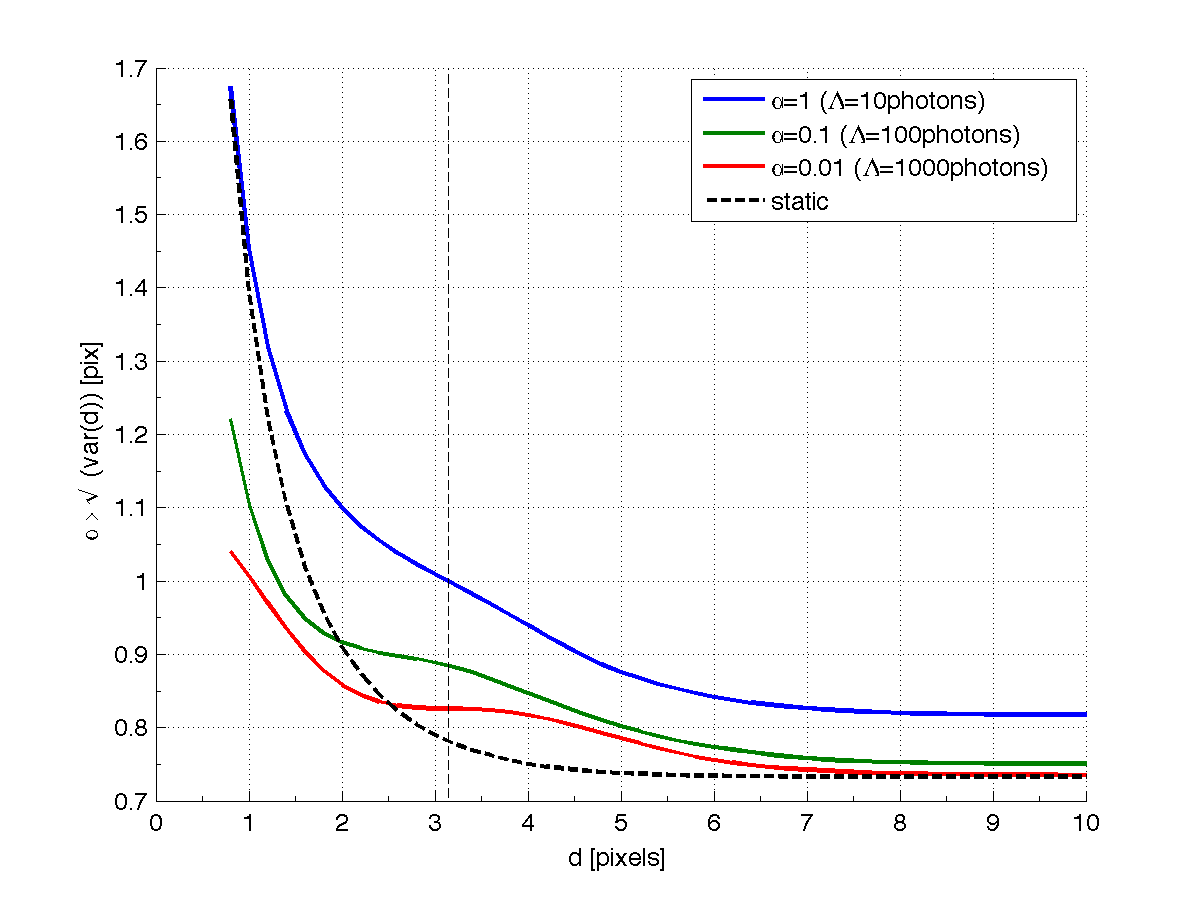 α=1 (Λ=10photons)
α=0.1 (Λ=100photons)
α=0.01 (Λ=1000photons)
static
1.7
1.6
1.5
1.4
1.3
1.2
1.1
1
0.9
0.8
0.7
o > √ (var(d)) [pix]
0 1 2 3 4 5 6 7 8 9 10
d [pixels]